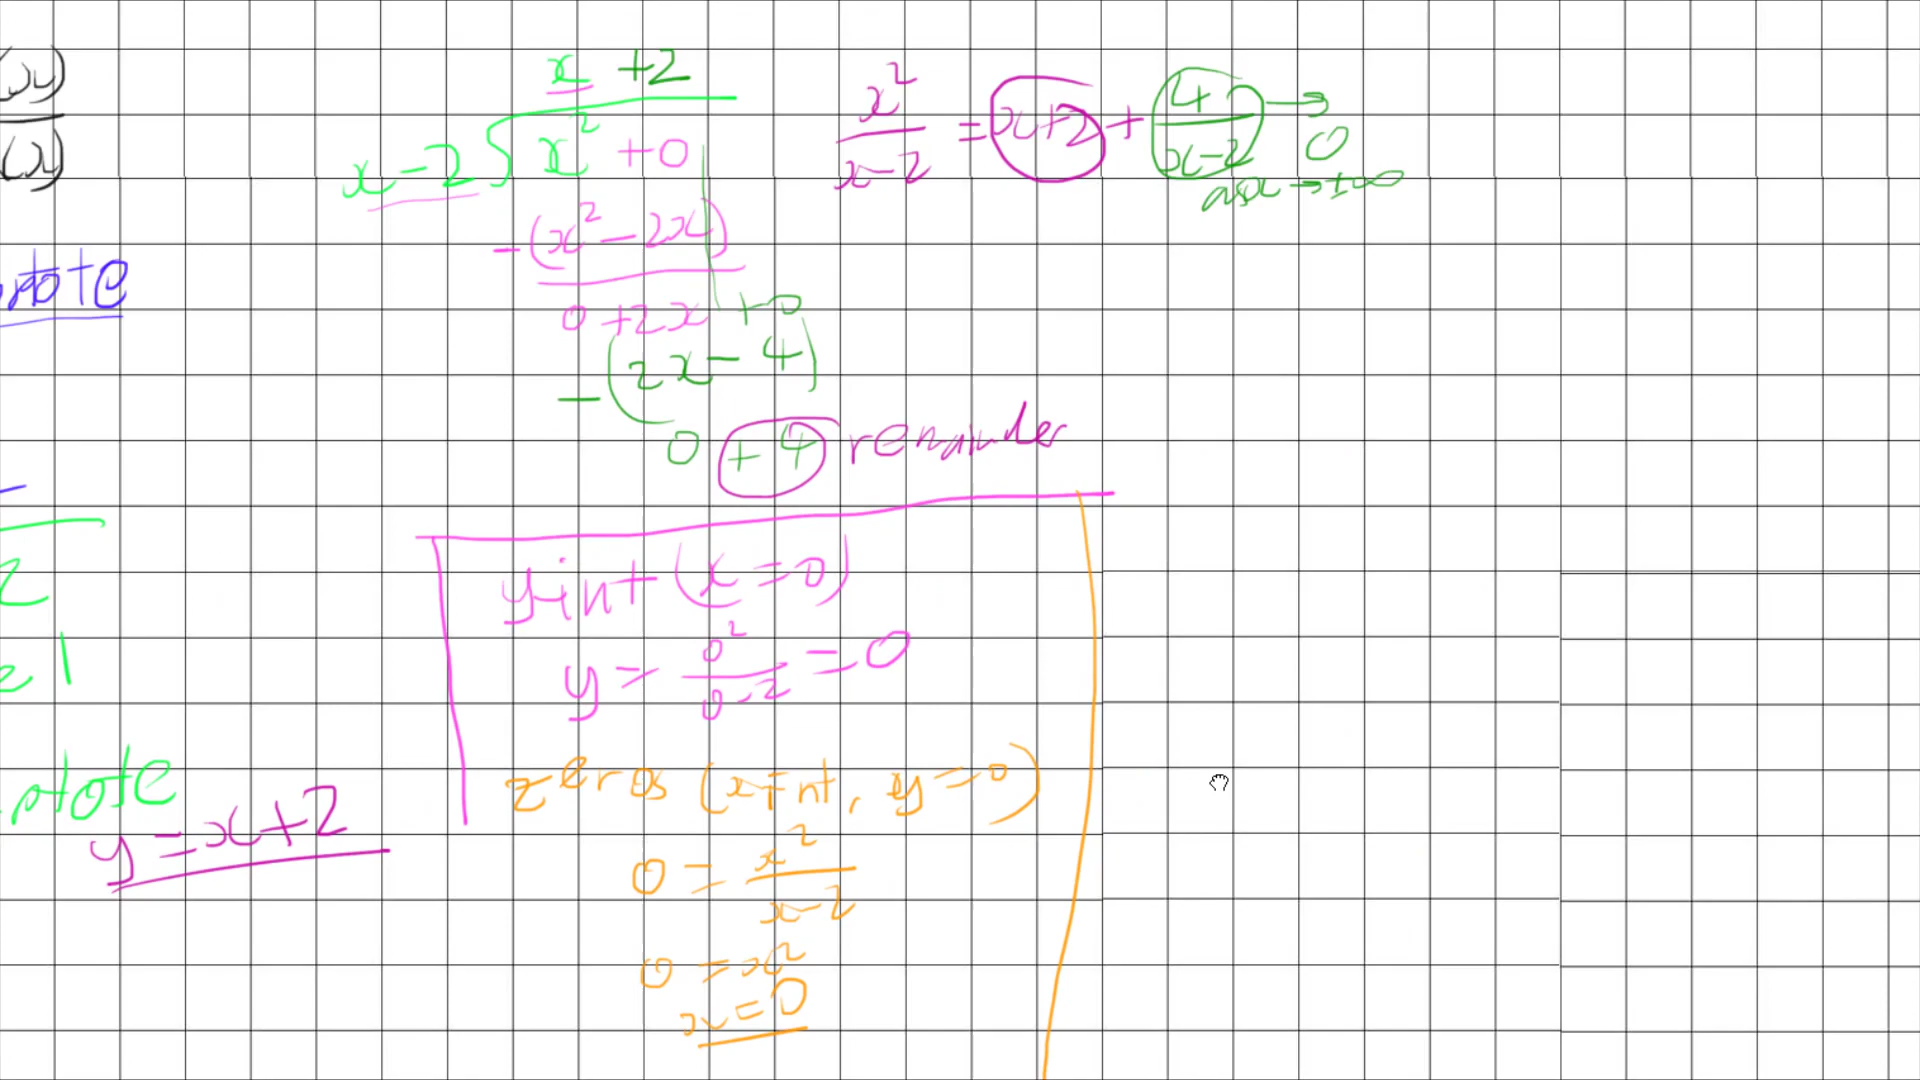 x + 2
x - 2 √ x² + 0
- (x² - 2x)
0 + 2x + 0
- (2x - 4)
0 + 4 remainder
x² / x - 2 = x + 2 + 4 / x - 2 → 0
as x → ±∞
y = x + 2
y-int (x = 0)
y = 0² / 0 - 2 = 0
zeros (x-int, y = 0)
0 = x² / x - 2
0 = x²
x = 0